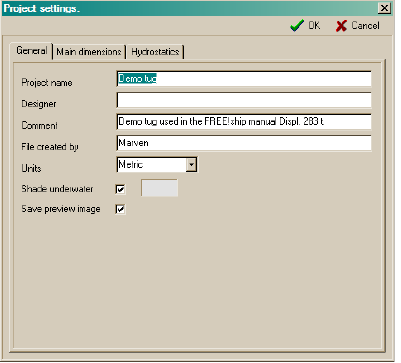 Project settings.
OK Cancel
General Main dimensions Hydrostatics
Project name Demo tug
Designer
Comment Demo tug used in the FREE!ship manual Displ. 283 t
File created by Marven
Units Metric
Shade underwater
Save preview image